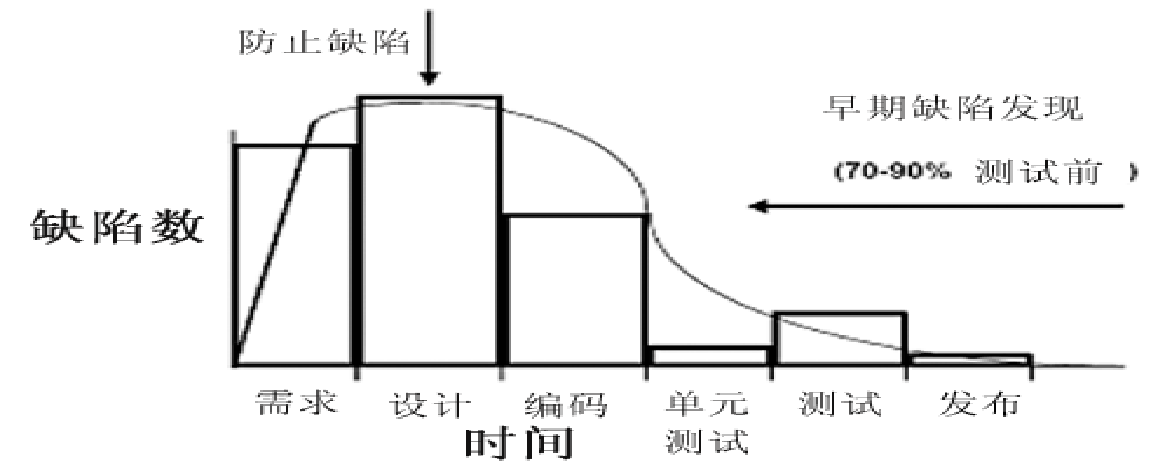 防止缺陷
早期缺陷发现
(70-90% 测试前 )
缺陷数
需求 设计 编码 单元 测试 发布
时间 测试